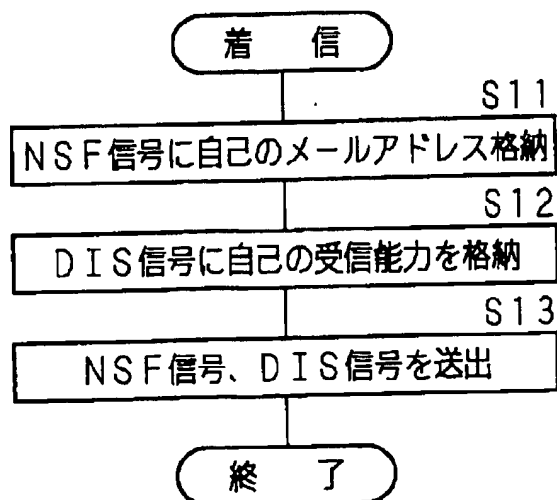 着 信
S11
NSF信号に自己のメールアドレス格納
S12
DIS信号に自己の受信能力を格納
S13
NSF信号、DIS信号を送出
終 了